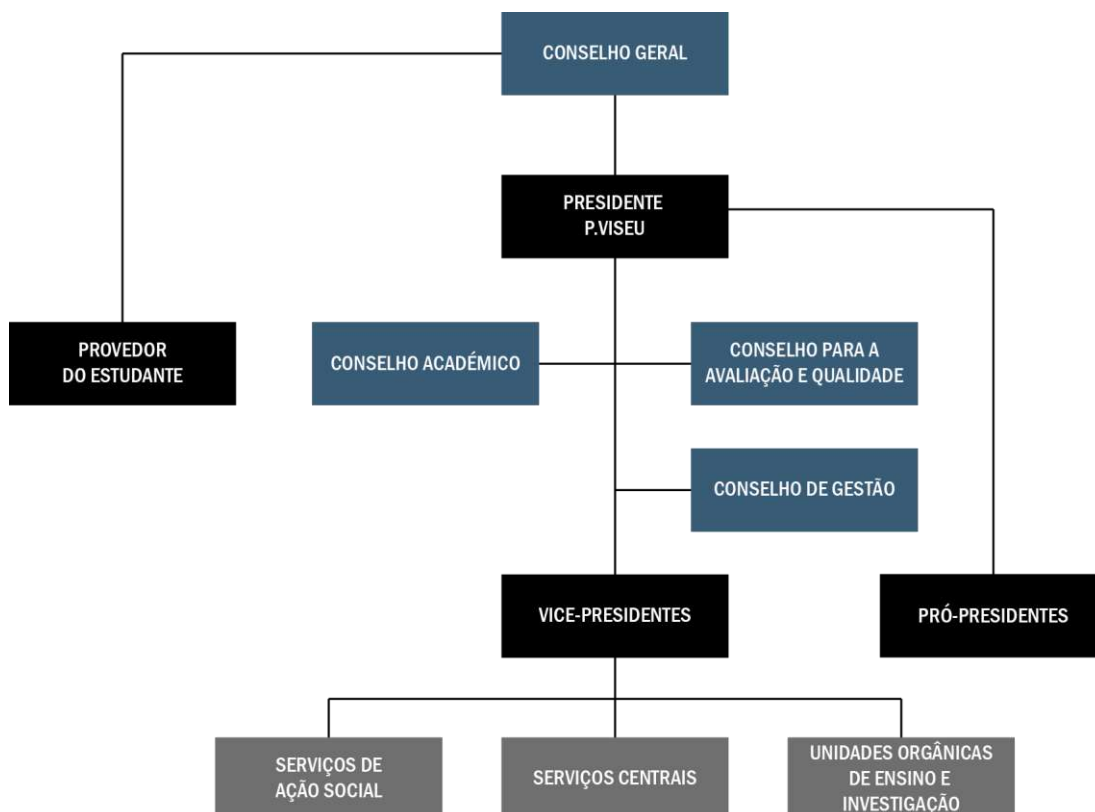 CONSELHO GERAL
PRESIDENTE
P.VISEU
PROVEDOR
DO ESTUDANTE
CONSELHO ACADÉMICO
CONSELHO PARA A
AVALIAÇÃO E QUALIDADE
CONSELHO DE GESTÃO
VICE-PRESIDENTES
PRÓ-PRESIDENTES
SERVIÇOS DE
AÇÃO SOCIAL
SERVIÇOS CENTRAIS
UNIDADES ORGÂNICAS
DE ENSINO E
INVESTIGAÇÃO